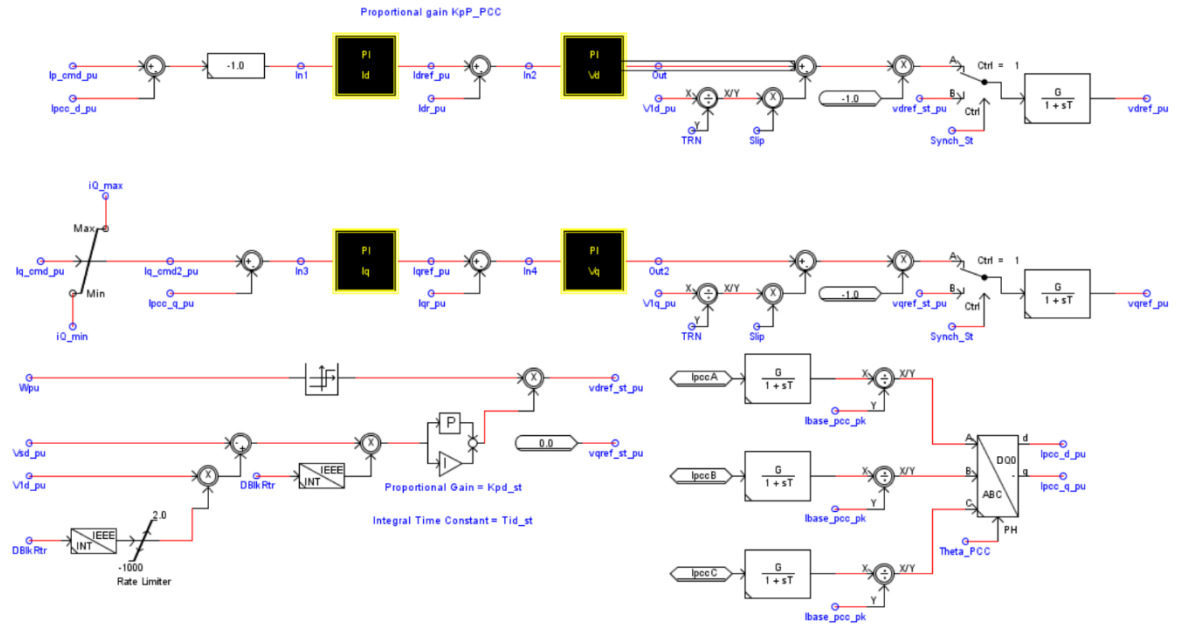 Proportional gain KpP_PCC
Ip_cmd_pu
Ipcc_d_pu
-1.0
In1
PI
Id
Idref_pu
Idr_pu
In2
PI
Vd
Out
V1d_pu
X
X/Y
Y
TRN
X
Slip
-1.0
X
A
B
Ctrl
Ctrl = 1
vdref_st_pu
Synch_St
G
1 + sT
vdref_pu
iQ_max
Max
Iq_cmd_pu
Min
iQ_min
Iq_cmd2_pu
Ipcc_q_pu
In3
PI
Iq
Iqref_pu
Iqr_pu
In4
PI
Vq
Out2
V1q_pu
X
X/Y
Y
TRN
X
Slip
-1.0
X
A
B
Ctrl
Ctrl = 1
vqref_st_pu
Synch_St
G
1 + sT
vqref_pu
Wpu
X
vdref_st_pu
Vsd_pu
V1d_pu
X
X
DBlkRtr
IEEE
INT
P
I
0.0
vqref_st_pu
Proportional Gain = Kpd_st
Integral Time Constant = Tid_st
DBlkRtr
IEEE
INT
2.0
-1000
Rate Limiter
IpccA
G
1 + sT
X
X/Y
Y
Ibase_pcc_pk
IpccB
G
1 + sT
X
X/Y
Y
Ibase_pcc_pk
IpccC
G
1 + sT
X
X/Y
Y
Ibase_pcc_pk
A
B
C
DQ0
ABC
PH
Theta_PCC
d
Ipcc_d_pu
q
Ipcc_q_pu